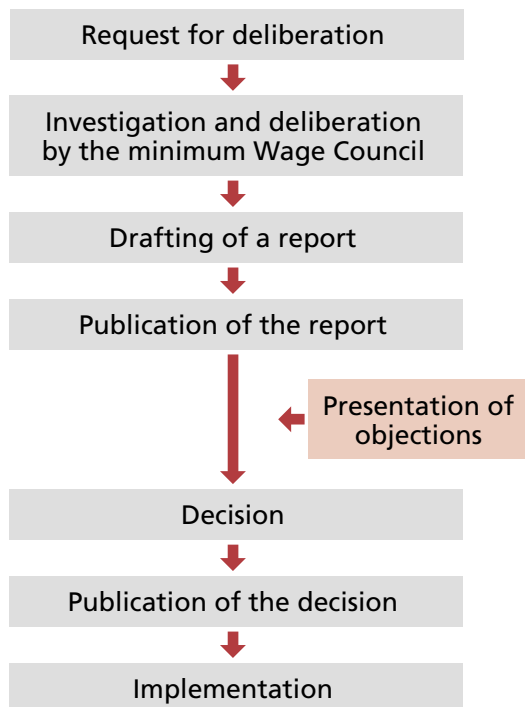 Request for deliberation
Investigation and deliberation
by the minimum Wage Council
Drafting of a report
Publication of the report
Presentation of
objections
Decision
Publication of the decision
Implementation